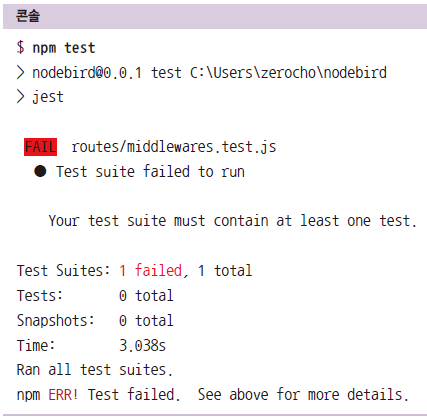 콘솔
$ npm test
> nodebird@0.0.1 test C:\Users\zerocho\nodebird
> jest
FAIL routes/middlewares.test.js
● Test suite failed to run
Your test suite must contain at least one test.
Test Suites: 1 failed, 1 total
Tests: 0 total
Snapshots: 0 total
Time: 3.038s
Ran all test suites.
npm ERR! Test failed. See above for more details.